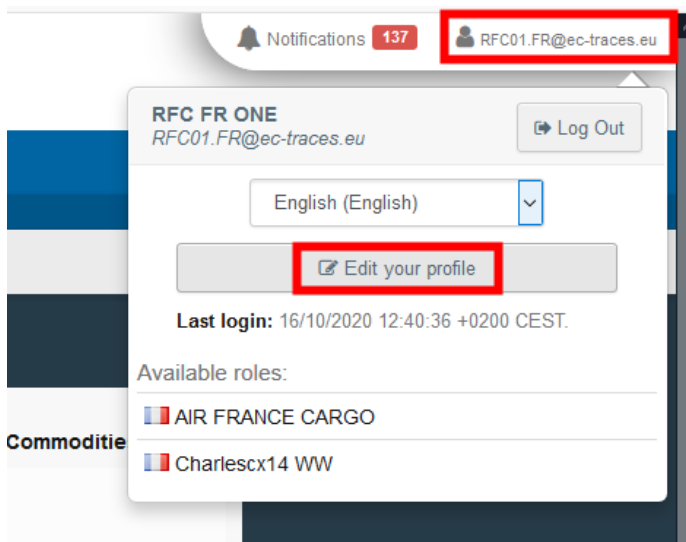 Notifications 137 RFC01.FR@ec-traces.eu
RFC FR ONE
RFC01.FR@ec-traces.eu
Log Out
English (English)
Edit your profile
Last login: 16/10/2020 12:40:36 +0200 CEST.
Available roles:
AIR FRANCE CARGO
Commoditie
Charlescx14 WW